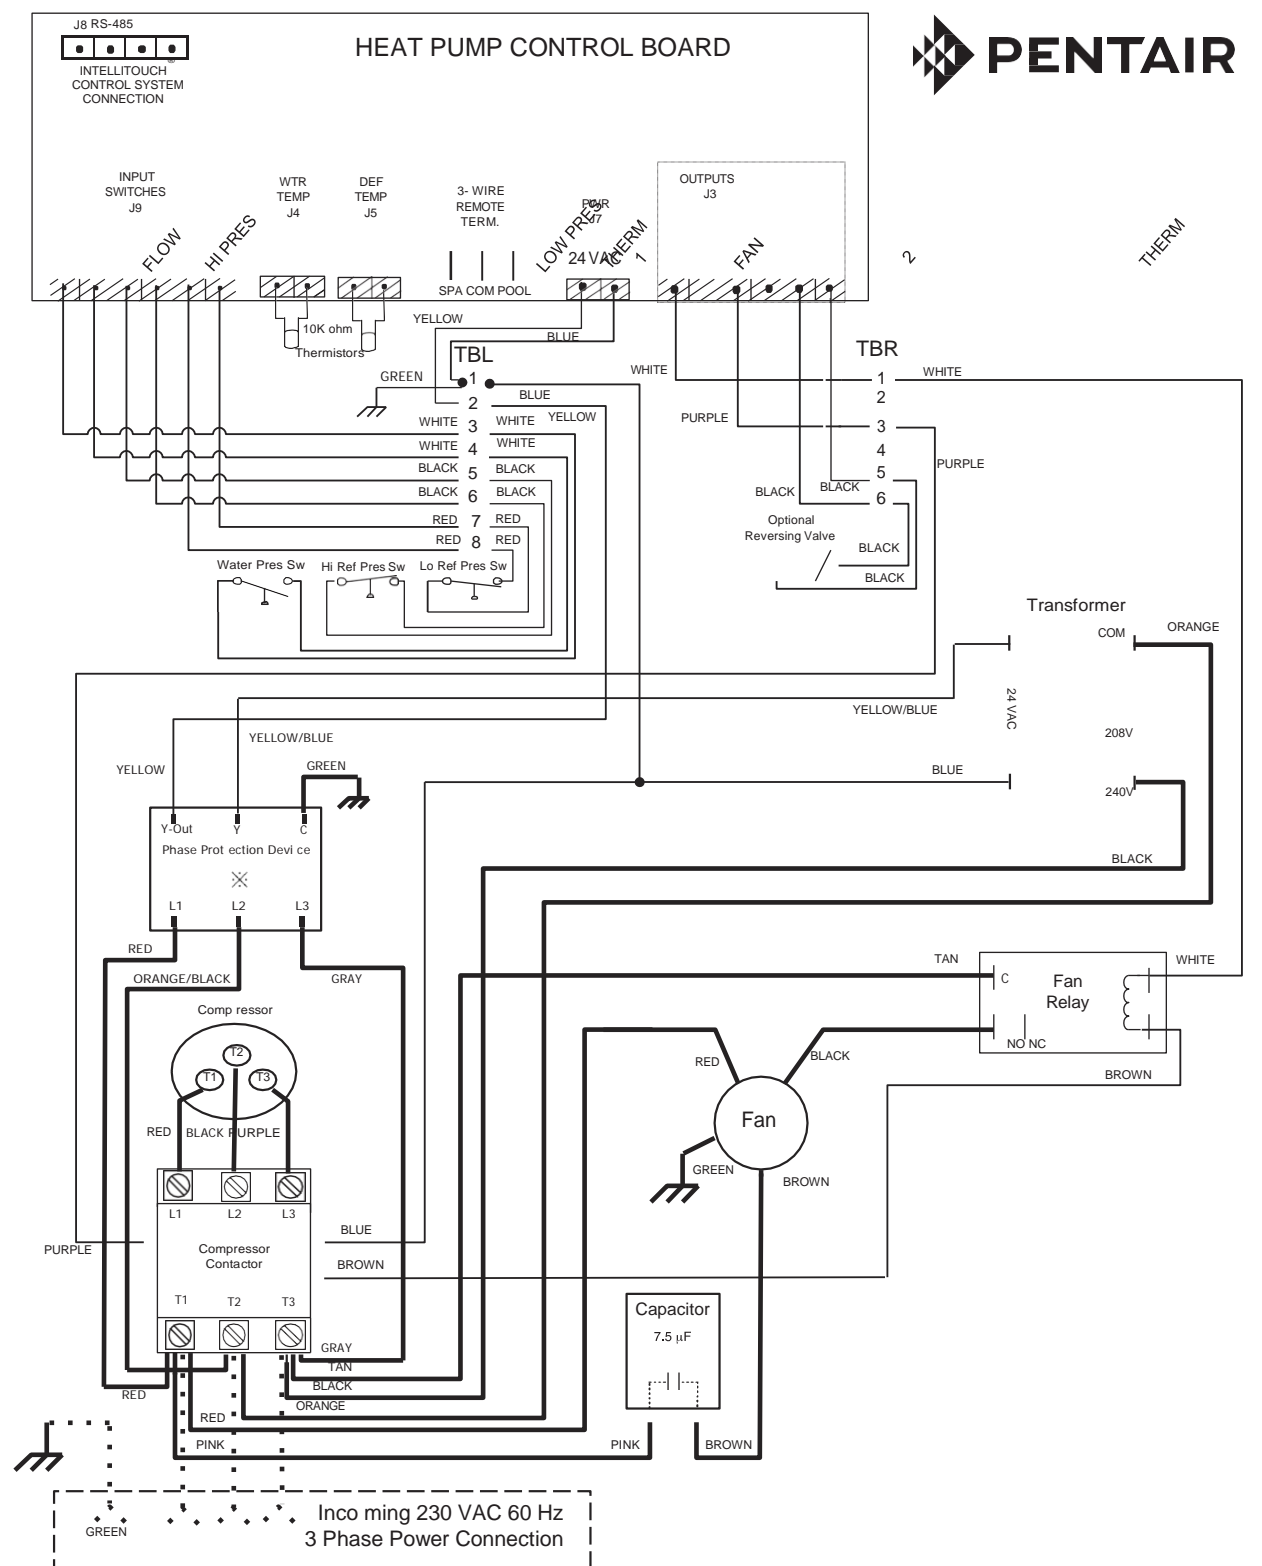 J8 RS-485
INTELLITOUCH
CONTROL SYSTEM
CONNECTION
®
HEAT PUMP CONTROL BOARD
PENTAIR
INPUT
SWITCHES
J9
FLOW
HI PRES
WTR
TEMP
J4
DEF
TEMP
J5
3- WIRE
REMOTE
TERM.
SPA COM POOL
LOW PRES
PWR
J7
24 VAC
THERM
1
OUTPUTS
J3
FAN
2
THERM
10K ohm
Thermistors
YELLOW
BLUE
TBL
GREEN
1
2
3
4
5
6
7
8
BLUE
YELLOW
WHITE
WHITE
WHITE
WHITE
BLACK
BLACK
BLACK
BLACK
RED
RED
RED
RED
TBR
WHITE
1
WHITE
2
PURPLE
3
4
PURPLE
5
BLACK
BLACK
6
Optional
Reversing Valve
BLACK
BLACK
Water Pres Sw
Hi Ref Pres Sw
Lo Ref Pres Sw
Transformer
COM
ORANGE
24 VAC
208V
240V
YELLOW/BLUE
YELLOW/BLUE
YELLOW
GREEN
BLUE
BLACK
Y-Out
Y
C
Phase Prot ection Devi ce
※
L1
L2
L3
RED
ORANGE/BLACK
GRAY
TAN
C
Fan
Relay
NO NC
WHITE
BROWN
Comp ressor
T2
T1
T3
RED
BLACK PURPLE
RED
BLACK
Fan
GREEN
BROWN
L1
L2
L3
PURPLE
Compressor
Contactor
BLUE
BROWN
T1
T2
T3
GRAY
TAN
BLACK
ORANGE
RED
RED
PINK
Capacitor
7.5 µF
PINK
BROWN
GREEN
Inco ming 230 VAC 60 Hz
3 Phase Power Connection